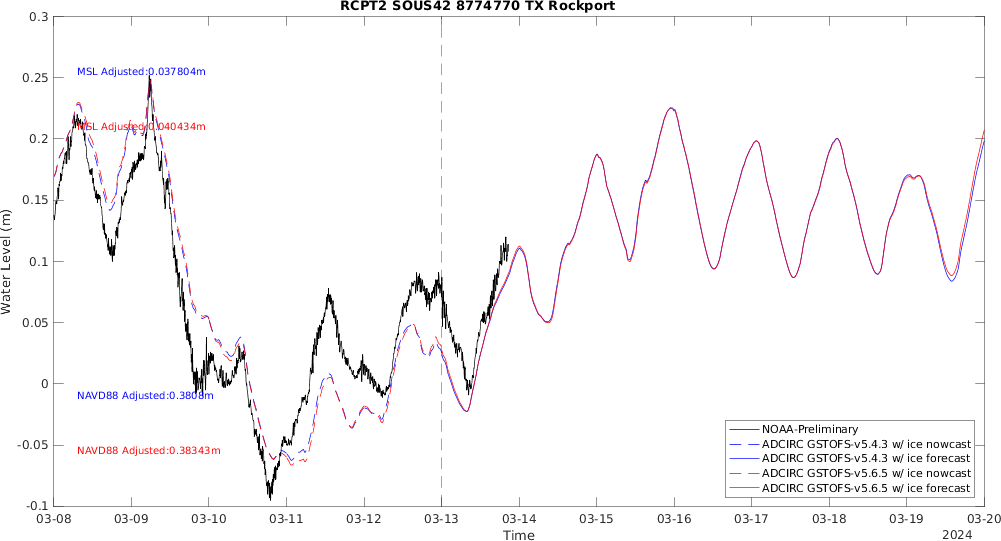 RCPT2 SOUS42 8774770 TX Rockport
0.3
0.25
0.2
0.15
0.1
0.05
0
-0.05
-0.1
Water Level (m)
MSL Adjusted:0.037804m
MSL Adjusted:0.040434m
NAVD88 Adjusted:0.3808m
NAVD88 Adjusted:0.38343m
NOAA-Preliminary
ADCIRC GSTOFS-v5.4.3 w/ ice nowcast
ADCIRC GSTOFS-v5.4.3 w/ ice forecast
ADCIRC GSTOFS-v5.6.5 w/ ice nowcast
ADCIRC GSTOFS-v5.6.5 w/ ice forecast
03-08 03-09 03-10 03-11 03-12 03-13 03-14 03-15 03-16 03-17 03-18 03-19 03-20
Time
2024